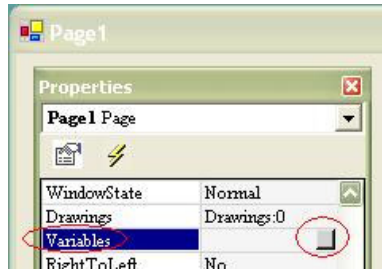 Page1
Properties
Page1 Page
WindowState Normal
Drawings Drawings:0
Variables
RightToLeft No